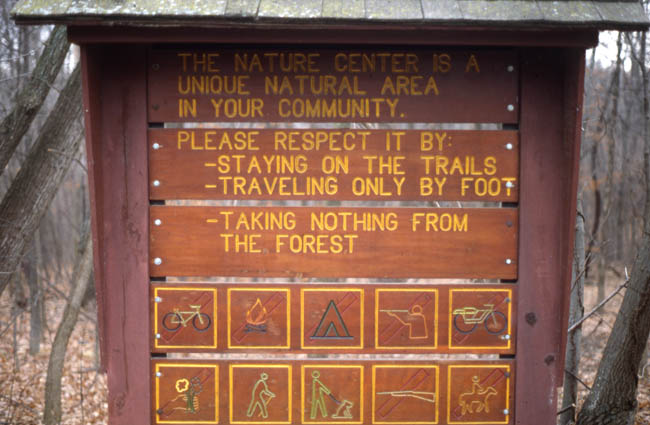 THE NATURE CENTER IS A
UNIQUE NATURAL AREA
IN YOUR COMMUNITY.
PLEASE RESPECT IT BY:
-STAYING ON THE TRAILS
-TRAVELING ONLY BY FOOT
-TAKING NOTHING FROM
THE FOREST